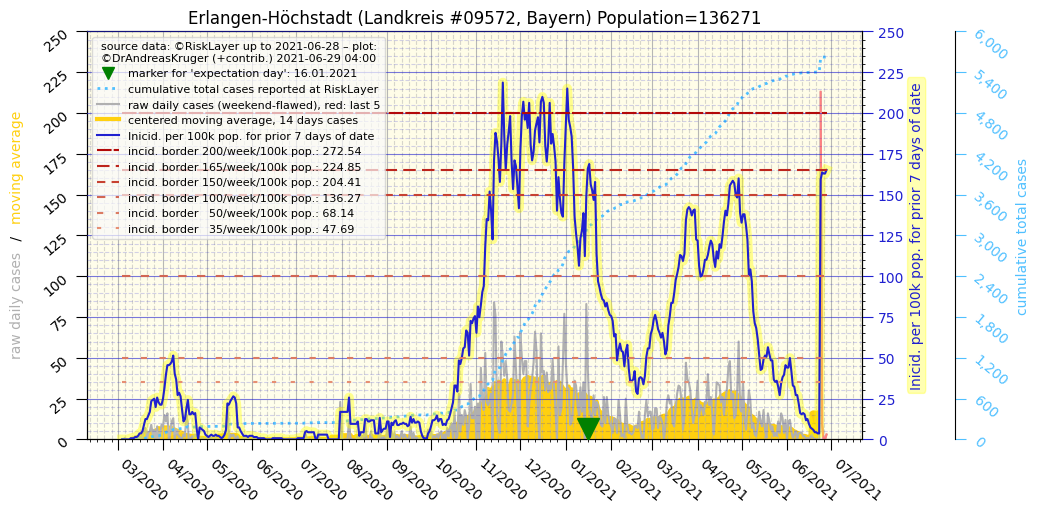 Erlangen-Höchstadt (Landkreis #09572, Bayern) Population=136271
source data: ©RiskLayer up to 2021-06-28 – plot:
©DrAndreasKruger (+contrib.) 2021-06-29 04:00
marker for 'expectation day': 16.01.2021
cumulative total cases reported at RiskLayer
raw daily cases (weekend-flawed), red: last 5
centered moving average, 14 days cases
Inicid. per 100k pop. for prior 7 days of date
incid. border 200/week/100k pop.: 272.54
incid. border 165/week/100k pop.: 224.85
incid. border 150/week/100k pop.: 204.41
incid. border 100/week/100k pop.: 136.27
incid. border 50/week/100k pop.: 68.14
incid. border 35/week/100k pop.: 47.69
raw daily cases / moving average
250
225
200
175
150
125
100
75
50
25
0
03/2020
04/2020
05/2020
06/2020
07/2020
08/2020
09/2020
10/2020
11/2020
12/2020
01/2021
02/2021
03/2021
04/2021
05/2021
06/2021
07/2021
250
225
200
175
150
125
100
75
50
25
0
Inicid. per 100k pop. for prior 7 days of date
6,000
5,400
4,800
4,200
3,600
3,000
2,400
1,800
1,200
600
0
cumulative total cases